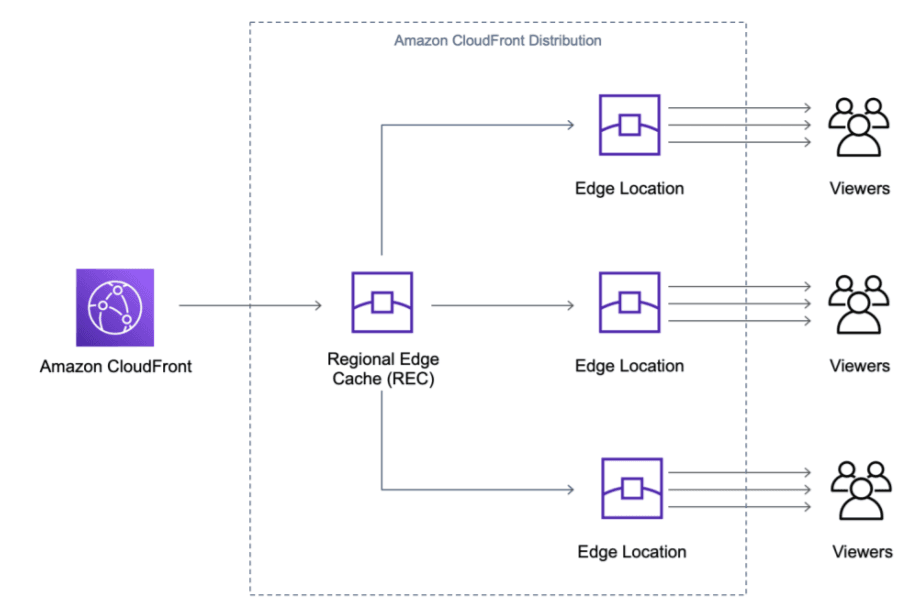 Amazon CloudFront Distribution
Edge Location
Viewers
Amazon CloudFront
Regional Edge
Cache (REC)
Edge Location
Viewers
Edge Location
Viewers